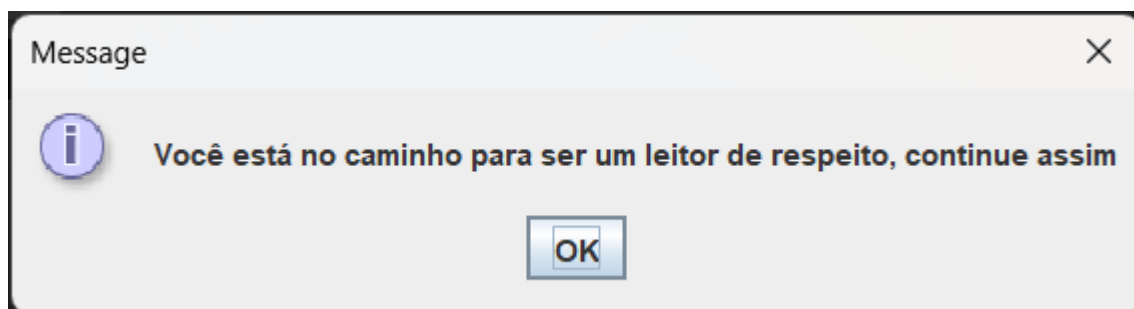 Message
Você está no caminho para ser um leitor de respeito, continue assim
OK